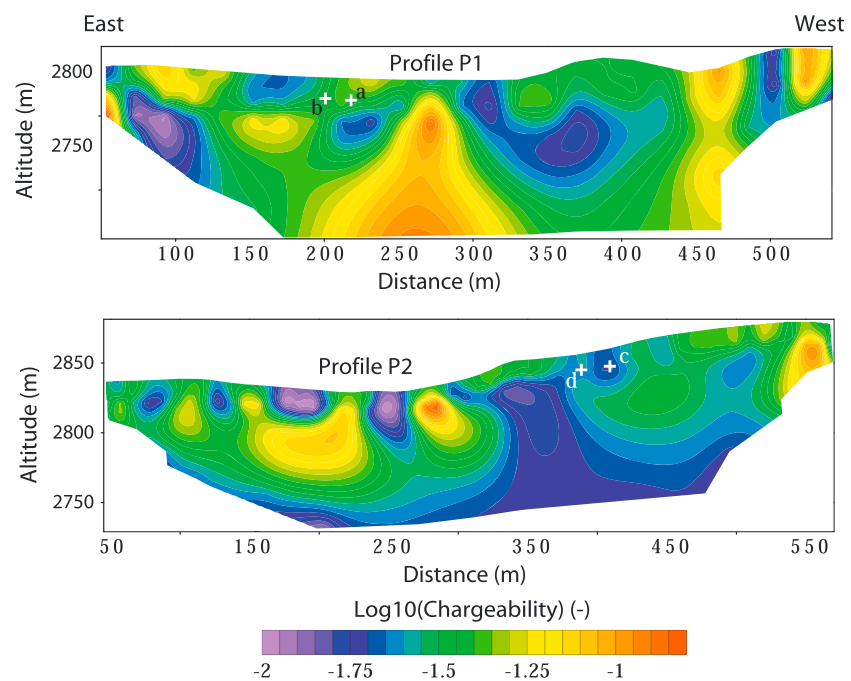 East West
Profile P1
2800
a
b
2750
Altitude (m)
100 150 200 250 300 350 400 450 500
Distance (m)
Profile P2
2850
c
d
2800
2750
Altitude (m)
50 150 250 350 450 550
Distance (m)
Log10(Chargeability) (-)
-2 -1.75 -1.5 -1.25 -1